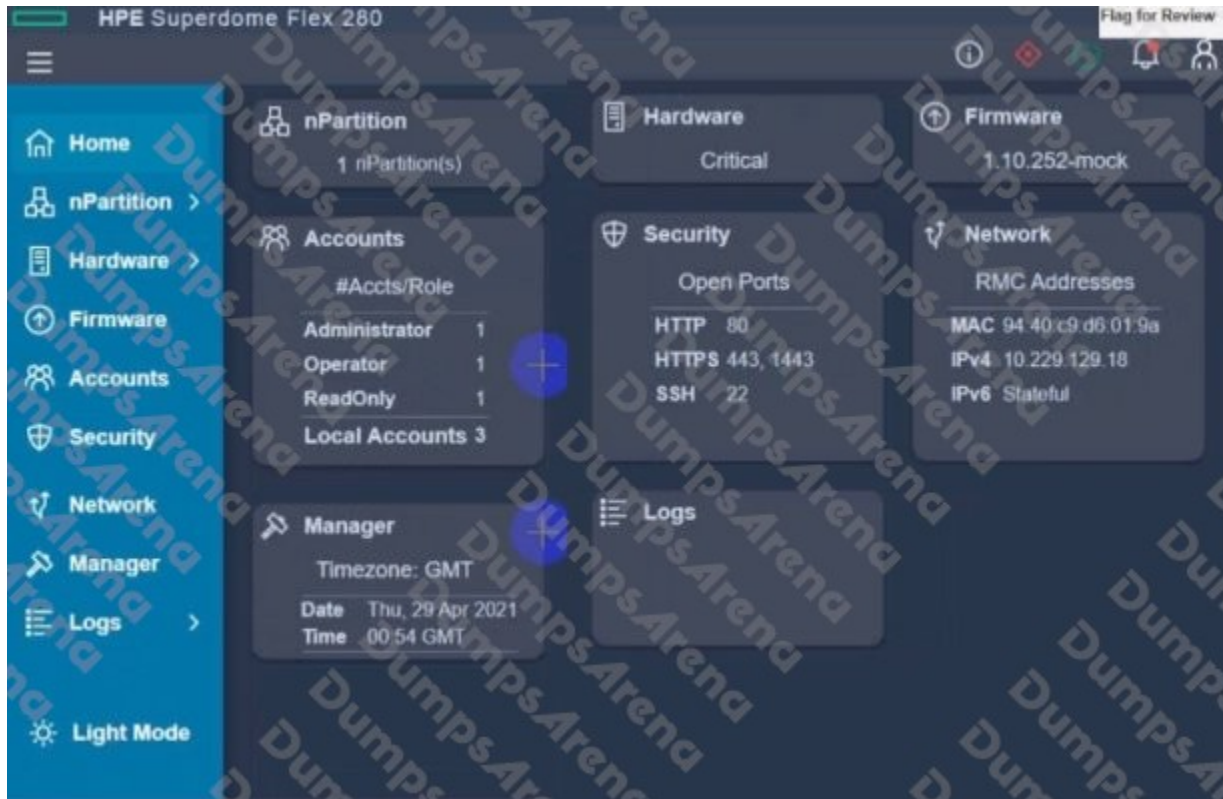 HPE Superdome Flex 280
Flag for Review
Home
nPartition
Hardware
Firmware
Accounts
Security
Network
Manager
Logs
Light Mode
nPartition
1 nPartition(s)
Hardware
Critical
Firmware
1.10.252-mock
Accounts
#Accts/Role
Administrator 1
Operator 1
ReadOnly 1
Local Accounts 3
Security
Open Ports
HTTP 80
HTTPS 443, 1443
SSH 22
Network
RMC Addresses
MAC 94:40:c9:d6:01:9a
IPv4 10.229.129.18
IPv6 Stateful
Manager
Timezone: GMT
Date Thu, 29 Apr 2021
Time 00:54 GMT
Logs
DumpsArena